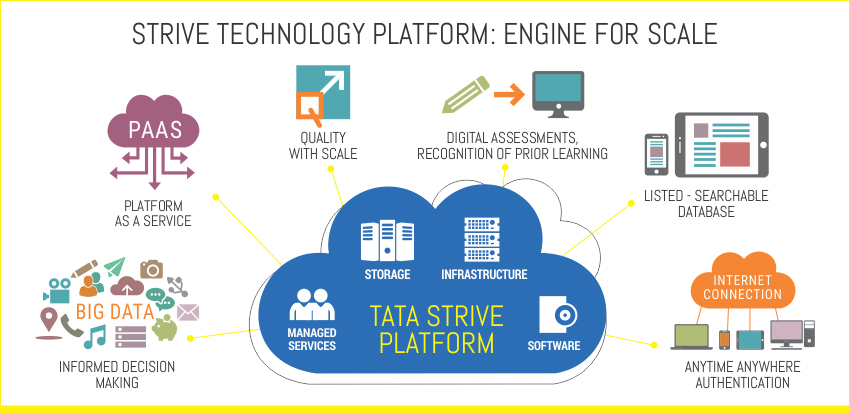 STRIVE TECHNOLOGY PLATFORM: ENGINE FOR SCALE
PAAS
PLATFORM
AS A SERVICE
Q
QUALITY
WITH SCALE
DIGITAL ASSESSMENTS,
RECOGNITION OF PRIOR LEARNING
LISTED - SEARCHABLE
DATABASE
STORAGE
INFRASTRUCTURE
MANAGED
SERVICES
TATA STRIVE
PLATFORM
SOFTWARE
BIG DATA
INFORMED DECISION
MAKING
INTERNET
CONNECTION
ANYTIME ANYWHERE
AUTHENTICATION